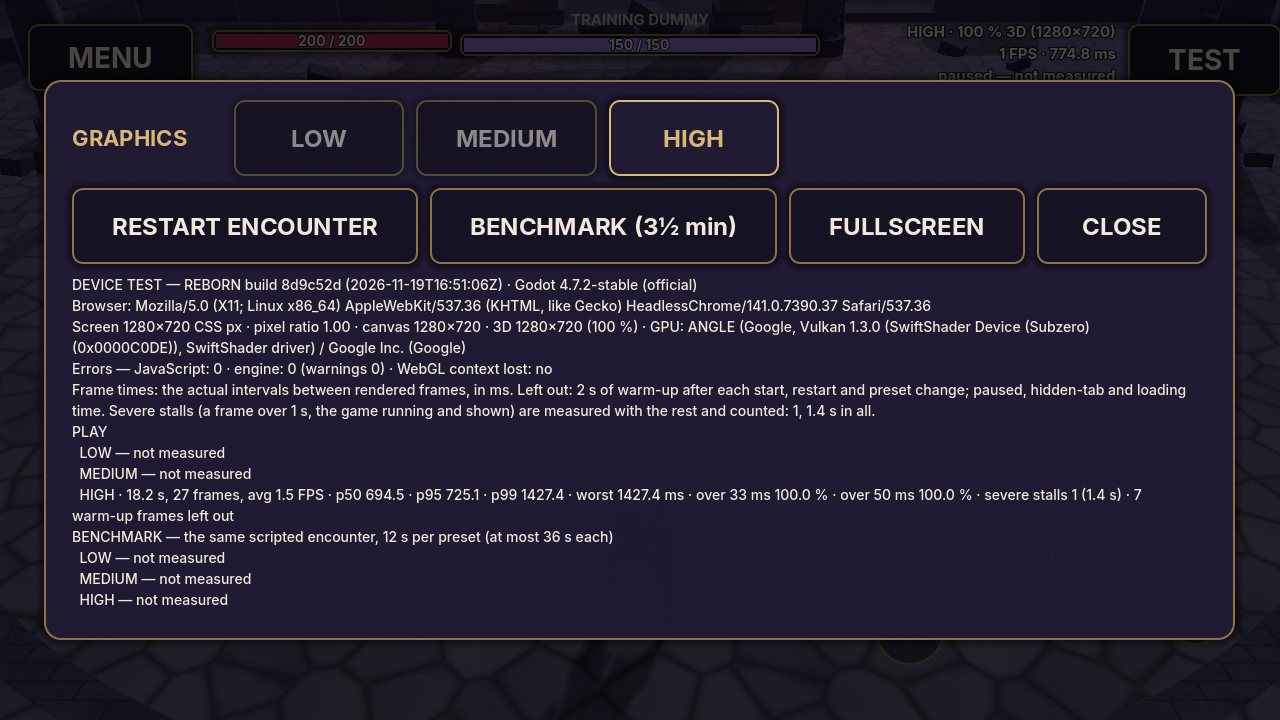 TRAINING DUMMY
MENU
200 / 200
150 / 150
HIGH · 100 % 3D (1280×720)
1 FPS · 774.8 ms
paused — not measured
TEST
GRAPHICS
LOW
MEDIUM
HIGH
RESTART ENCOUNTER
BENCHMARK (3½ min)
FULLSCREEN
CLOSE
DEVICE TEST — REBORN build 8d9c52d (2026-11-19T16:51:06Z) · Godot 4.7.2-stable (official)
Browser: Mozilla/5.0 (X11; Linux x86_64) AppleWebKit/537.36 (KHTML, like Gecko) HeadlessChrome/141.0.7390.37 Safari/537.36
Screen 1280×720 CSS px · pixel ratio 1.00 · canvas 1280×720 · 3D 1280×720 (100 %) · GPU: ANGLE (Google, Vulkan 1.3.0 (SwiftShader Device (Subzero)
(0x0000C0DE)), SwiftShader driver) / Google Inc. (Google)
Errors — JavaScript: 0 · engine: 0 (warnings 0) · WebGL context lost: no
Frame times: the actual intervals between rendered frames, in ms. Left out: 2 s of warm-up after each start, restart and preset change; paused, hidden-tab and loading
time. Severe stalls (a frame over 1 s, the game running and shown) are measured with the rest and counted: 1, 1.4 s in all.
PLAY
LOW — not measured
MEDIUM — not measured
HIGH · 18.2 s, 27 frames, avg 1.5 FPS · p50 694.5 · p95 725.1 · p99 1427.4 · worst 1427.4 ms · over 33 ms 100.0 % · over 50 ms 100.0 % · severe stalls 1 (1.4 s) · 7
warm-up frames left out
BENCHMARK — the same scripted encounter, 12 s per preset (at most 36 s each)
LOW — not measured
MEDIUM — not measured
HIGH — not measured